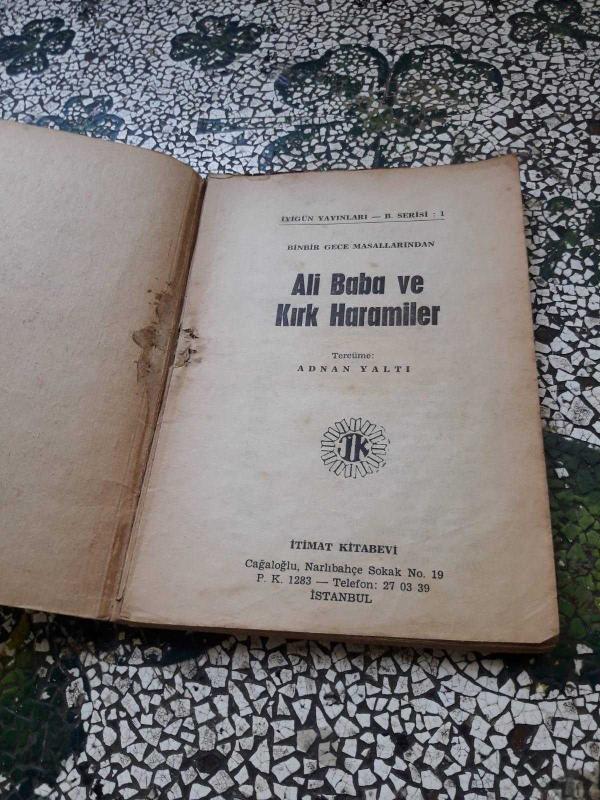 İYİGÜN YAYINLARI — B. SERİSİ : 1
BİNBİR GECE MASALLARINDAN
Ali Baba ve
Kırk Haramiler
Tercüme:
ADNAN YALTI
İK
İTİMAT KİTABEVİ
Cağaloğlu, Narlıbahçe Sokak No. 19
P. K. 1283 — Telefon: 27 03 39
İSTANBUL